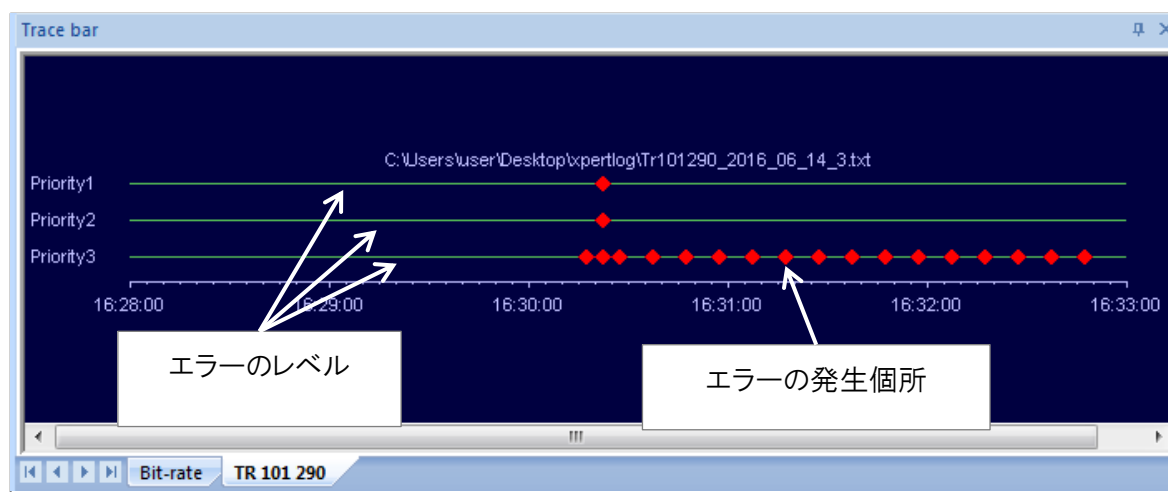 Trace bar
C:\Users\user\Desktop\xpertlog\Tr101290_2016_06_14_3.txt
Priority1
Priority2
Priority3
16:28:00 16:29:00 16:30:00 16:31:00 16:32:00 16:33:00
エラーのレベル
エラーの発生個所
Bit-rate TR 101 290